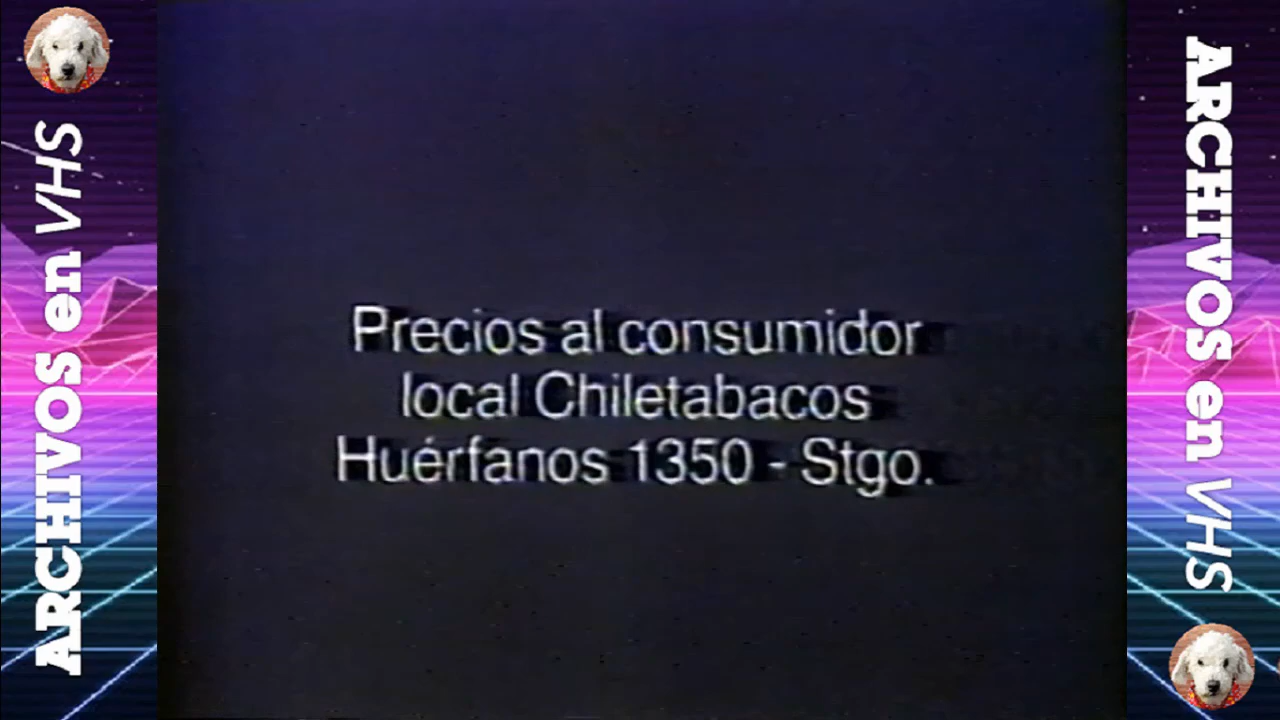 ARCHIVOS en VHS
Precios al consumidor
local Chiletabacos
Huérfanos 1350 - Stgo.
ARCHIVOS en VHS